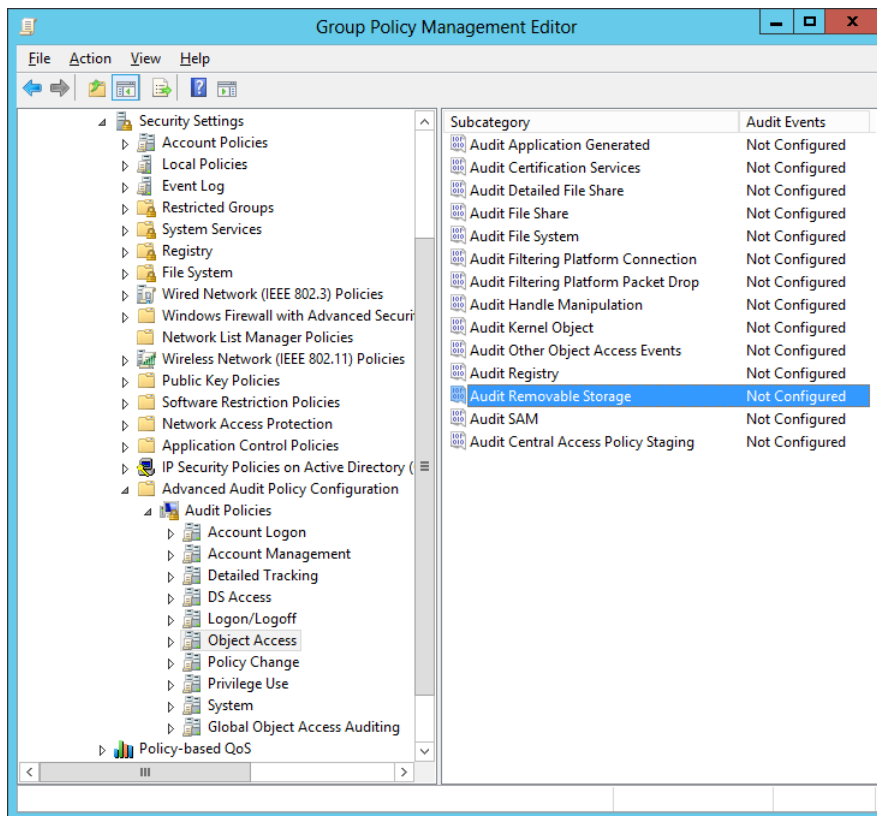 Group Policy Management Editor
File Action View Help
Security Settings
Account Policies
Local Policies
Event Log
Restricted Groups
System Services
Registry
File System
Wired Network (IEEE 802.3) Policies
Windows Firewall with Advanced Securi
Network List Manager Policies
Wireless Network (IEEE 802.11) Policies
Public Key Policies
Software Restriction Policies
Network Access Protection
Application Control Policies
IP Security Policies on Active Directory (
Advanced Audit Policy Configuration
Audit Policies
Account Logon
Account Management
Detailed Tracking
DS Access
Logon/Logoff
Object Access
Policy Change
Privilege Use
System
Global Object Access Auditing
Policy-based QoS
Subcategory Audit Events
Audit Application Generated Not Configured
Audit Certification Services Not Configured
Audit Detailed File Share Not Configured
Audit File Share Not Configured
Audit File System Not Configured
Audit Filtering Platform Connection Not Configured
Audit Filtering Platform Packet Drop Not Configured
Audit Handle Manipulation Not Configured
Audit Kernel Object Not Configured
Audit Other Object Access Events Not Configured
Audit Registry Not Configured
Audit Removable Storage Not Configured
Audit SAM Not Configured
Audit Central Access Policy Staging Not Configured